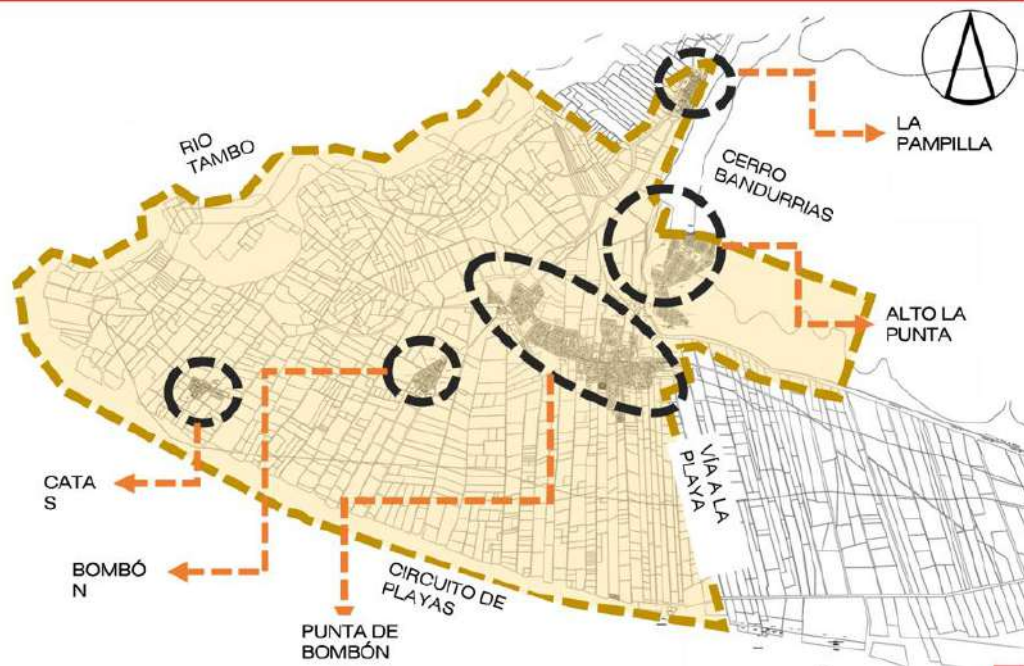 RIO
TAMBO
LA
PAMPILLA
CERRO
BANDURRIAS
ALTO LA
PUNTA
VÍA A LA
PLAYA
CATA
S
BOMBÓ
N
CIRCUITO DE
PLAYAS
PUNTA DE
BOMBÓN